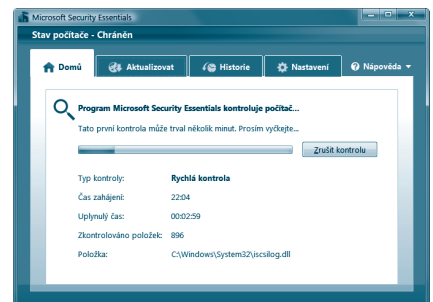 Microsoft Security Essentials
Stav počítače - Chráněn
Domů
Aktualizovat
Historie
Nastavení
Nápověda
Program Microsoft Security Essentials kontroluje počítač...
Tato první kontrola může trval několik minut. Prosím vyčkejte...
Zrušit kontrolu
Typ kontroly: Rychlá kontrola
Čas zahájení: 22:04
Uplynulý čas: 00:02:59
Zkontrolováno položek: 896
Položka: C:\Windows\System32\iscsilog.dll